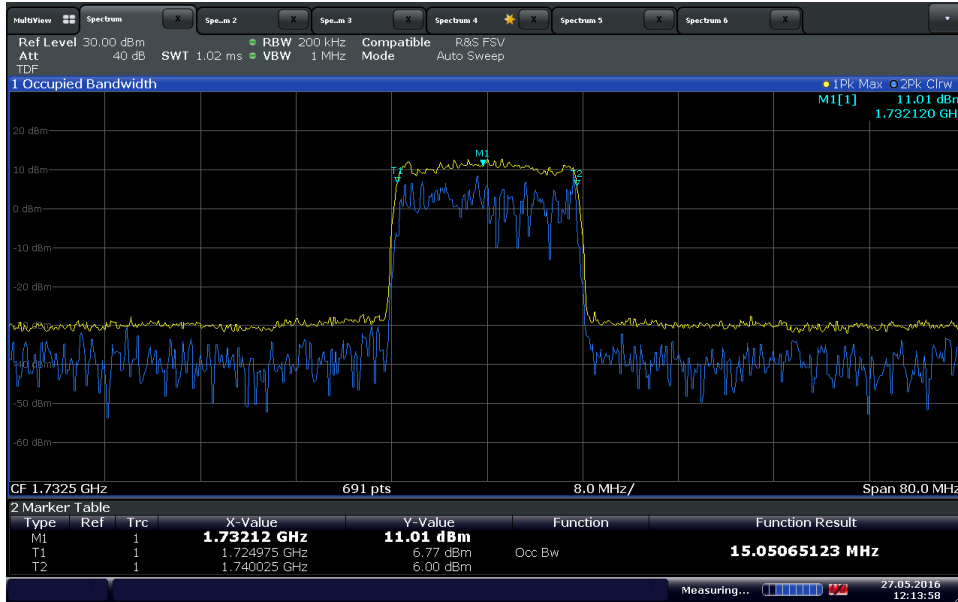 MultiView Spectrum X Spe..m 2 X Spe..m 3 X Spectrum 4 X Spectrum 5 X Spectrum 6 X
Ref Level 30.00 dBm RBW 200 kHz Compatible R&S FSV
Att 40 dB SWT 1.02 ms VBW 1 MHz Mode Auto Sweep
TDF
1 Occupied Bandwidth 1Pk Max 2Pk Clrw
M1[1] 11.01 dBm
1.732120 GH
20 dBm
M1
10 dBm T1 T2
0 dBm
-10 dBm
-20 dBm
-40 dBm
-50 dBm
-60 dBm
CF 1.7325 GHz 691 pts 8.0 MHz/ Span 80.0 MHz
2 Marker Table
Type Ref Trc X-Value Y-Value Function Function Result
M1 1 1.73212 GHz 11.01 dBm
T1 1 1.724975 GHz 6.77 dBm Occ Bw 15.05065123 MHz
T2 1 1.740025 GHz 6.00 dBm
Measuring... 27.05.2016
12:13:58